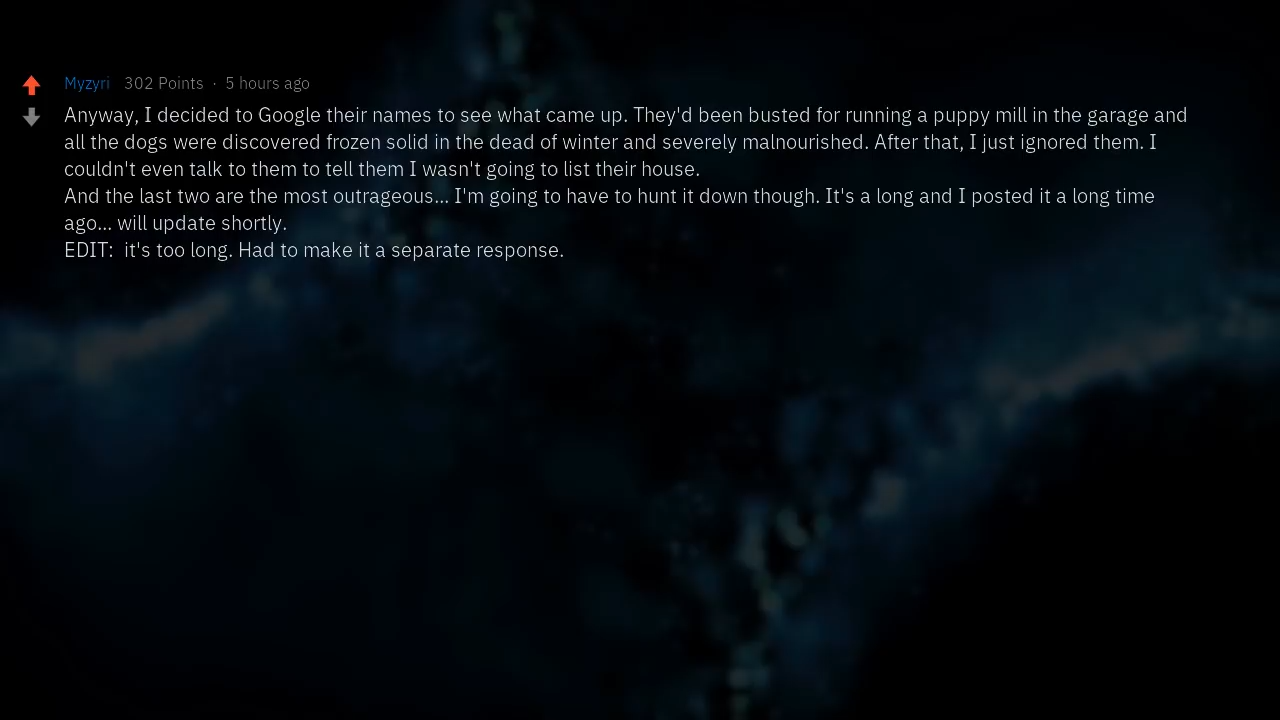 Myzyri 302 Points · 5 hours ago
Anyway, I decided to Google their names to see what came up. They'd been busted for running a puppy mill in the garage and
all the dogs were discovered frozen solid in the dead of winter and severely malnourished. After that, I just ignored them. I
couldn't even talk to them to tell them I wasn't going to list their house.
And the last two are the most outrageous... I'm going to have to hunt it down though. It's a long and I posted it a long time
ago... will update shortly.
EDIT: it's too long. Had to make it a separate response.